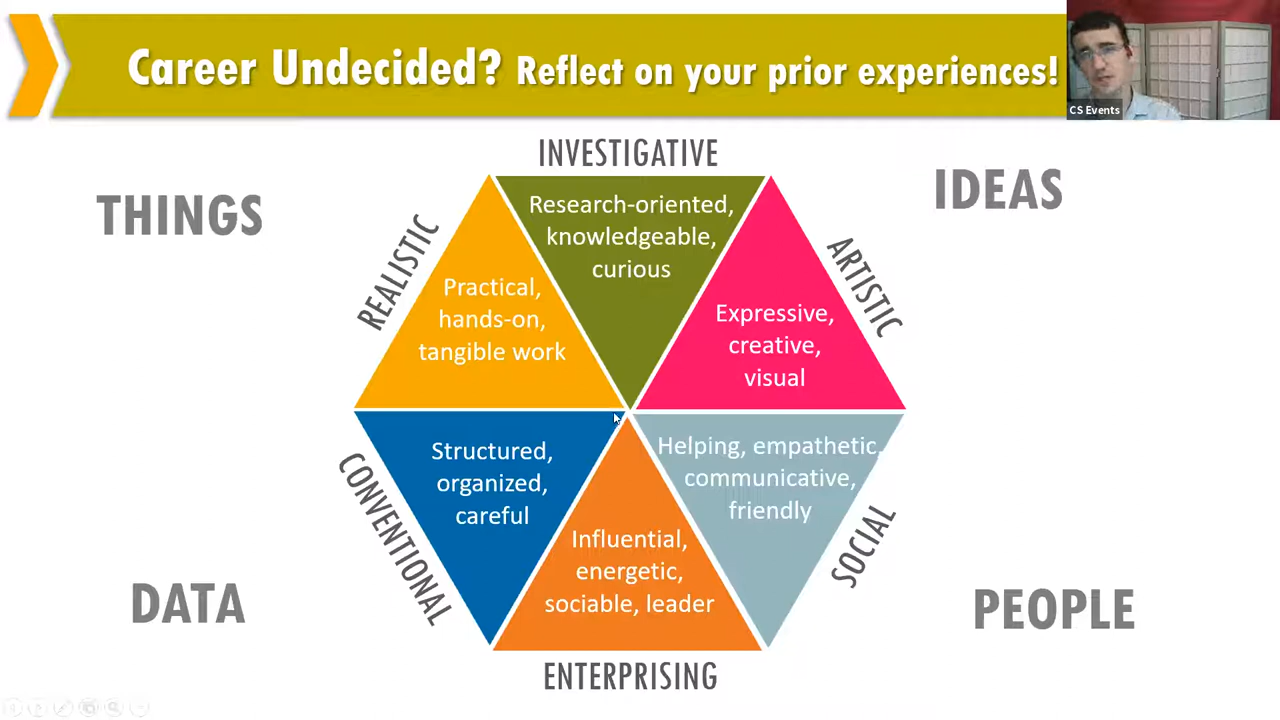 Career Undecided? Reflect on your prior experiences!
CS Events
INVESTIGATIVE
THINGS
IDEAS
REALISTIC
Research-oriented,
knowledgeable,
curious
ARTISTIC
Practical,
hands-on,
tangible work
Expressive,
creative,
visual
CONVENTIONAL
Structured,
organized,
careful
Helping, empathetic,
communicative,
friendly
SOCIAL
Influential,
energetic,
sociable, leader
DATA
PEOPLE
ENTERPRISING